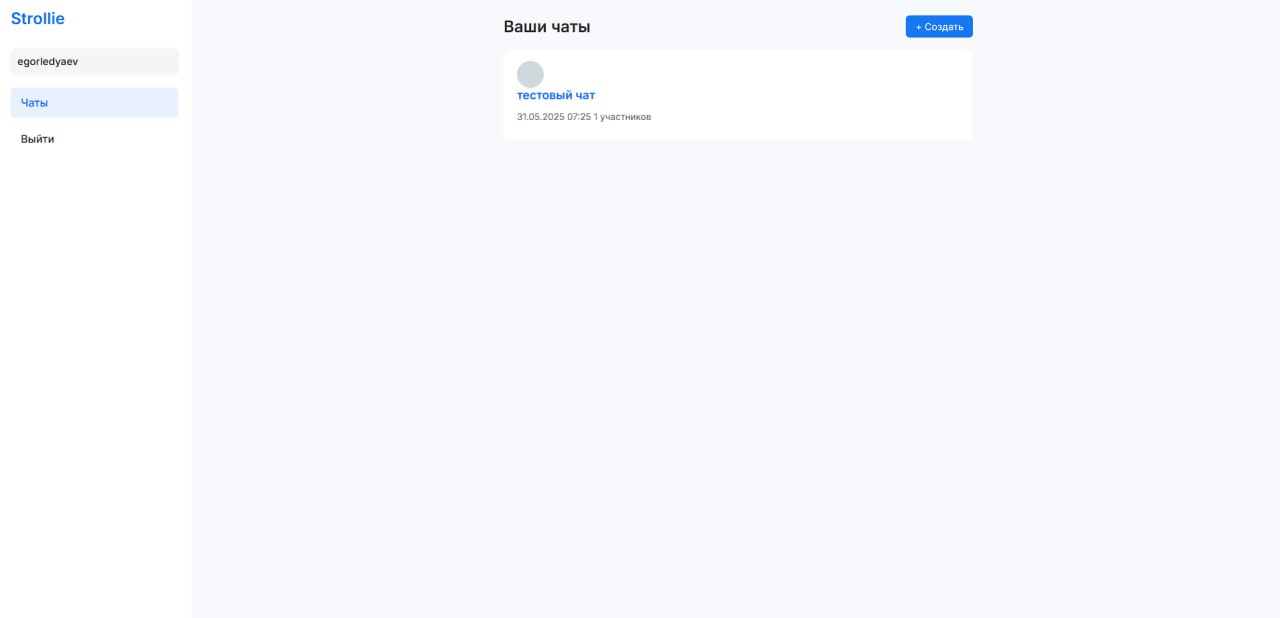 Strollie
egorledyaev
Чаты
Выйти
Ваши чаты
+ Создать
тестовый чат
31.05.2025 07:25 1 участников